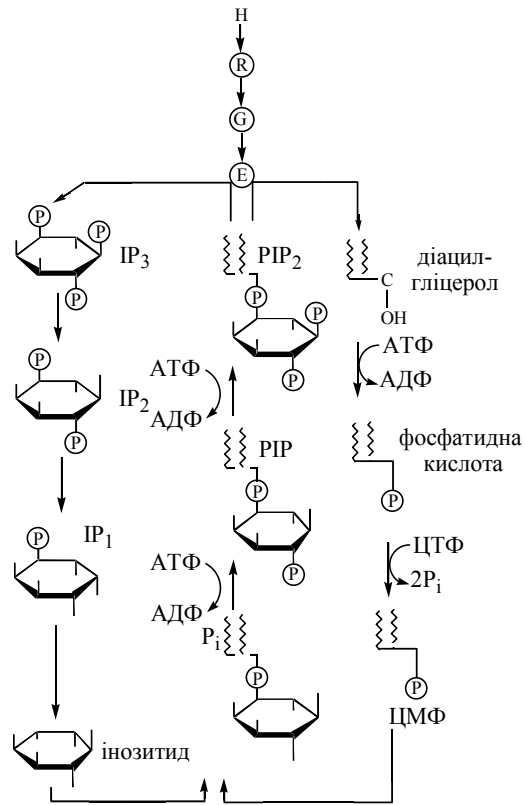 H
R
G
E
P
P
P
IP3
PIP2
P
P
P
C
OH
діацил-
гліцерол
АТФ
АДФ
P
P
IP2
АТФ
АДФ
PIP
P
P
фосфатидна
кислота
P
P
IP1
АТФ
АДФ
Pi
P
ЦТФ
2Pi
P
ЦМФ
інозитид